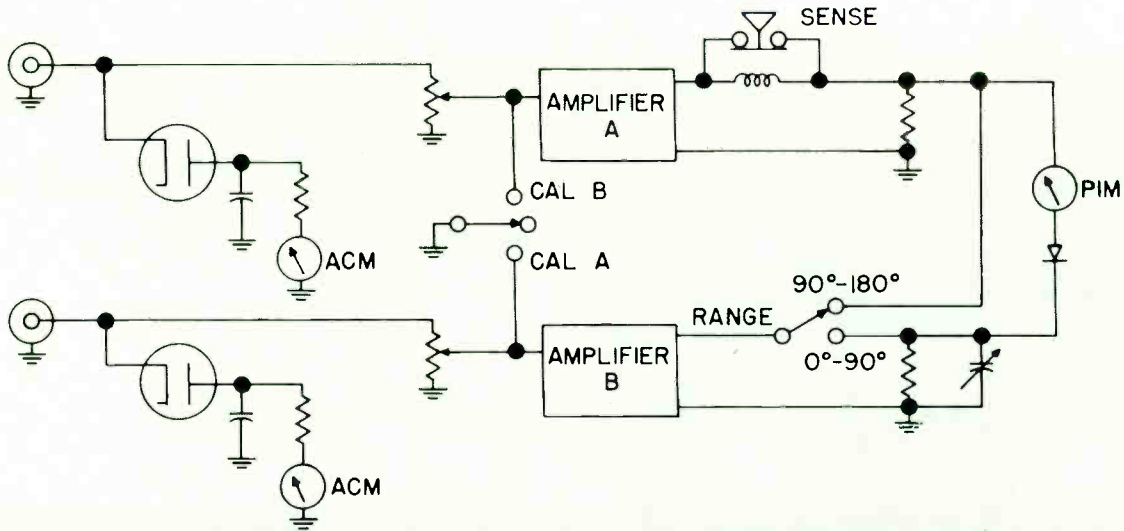 SENSE
AMPLIFIER
A
CAL B
PIM
ACM
CAL A
90°-180°
RANGE
0°-90°
AMPLIFIER
B
ACM